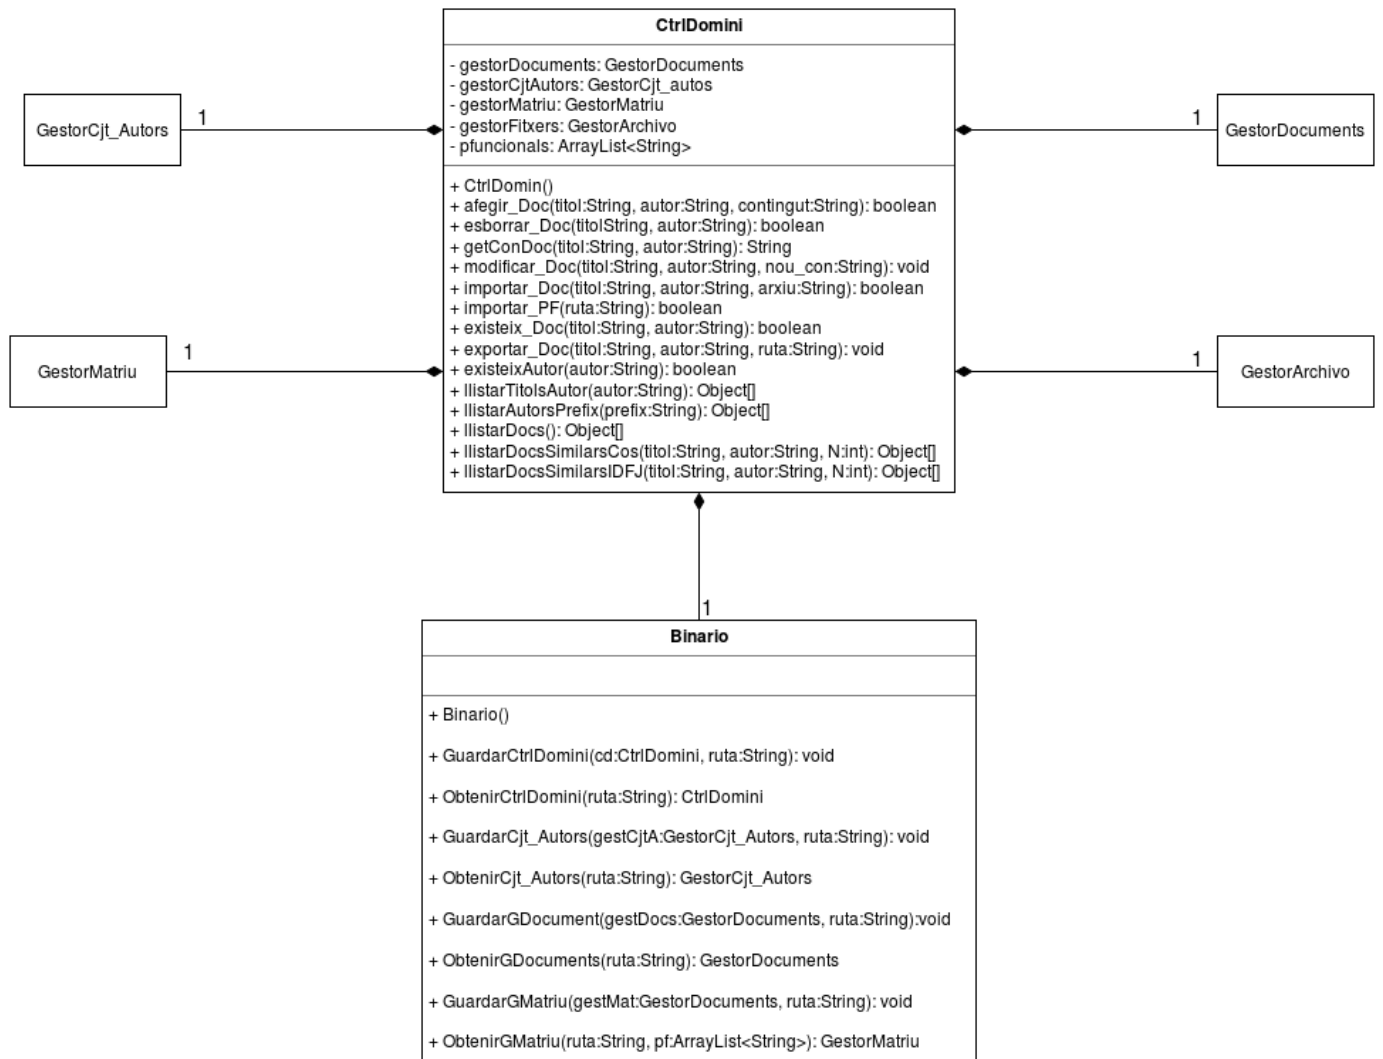 CtrlDomini
- gestorDocuments: GestorDocuments
- gestorCjtAutors: GestorCjt_autos
- gestorMatriu: GestorMatriu
- gestorFitxers: GestorArchivo
- pfuncionals: ArrayList<String>
+ CtrlDomin()
+ afegir_Doc(titol:String, autor:String, contingut:String): boolean
+ esborrar_Doc(titolString, autor:String): boolean
+ getConDoc(titol:String, autor:String): String
+ modificar_Doc(titol:String, autor:String, nou_con:String): void
+ importar_Doc(titol:String, autor:String, arxiu:String): boolean
+ importar_PF(ruta:String): boolean
+ existeix_Doc(titol:String, autor:String): boolean
+ exportar_Doc(titol:String, autor:String, ruta:String): void
+ existeixAutor(autor:String): boolean
+ llistarTitolsAutor(autor:String): Object[]
+ llistarAutorsPrefix(prefix:String): Object[]
+ llistarDocs(): Object[]
+ llistarDocsSimilarsCos(titol:String, autor:String, N:int): Object[]
+ llistarDocsSimilarsIDFJ(titol:String, autor:String, N:int): Object[]
GestorCjt_Autors
1
GestorMatriu
1
1
GestorDocuments
1
GestorArchivo
1
Binario
+ Binario()
+ GuardarCtrlDomini(cd:CtrlDomini, ruta:String): void
+ ObtenirCtrlDomini(ruta:String): CtrlDomini
+ GuardarCjt_Autors(gestCjtA:GestorCjt_Autors, ruta:String): void
+ ObtenirCjt_Autors(ruta:String): GestorCjt_Autors
+ GuardarGDocument(gestDocs:GestorDocuments, ruta:String):void
+ ObtenirGDocuments(ruta:String): GestorDocuments
+ GuardarGMatriu(gestMat:GestorDocuments, ruta:String): void
+ ObtenirGMatriu(ruta:String, pf:ArrayList<String>): GestorMatriu